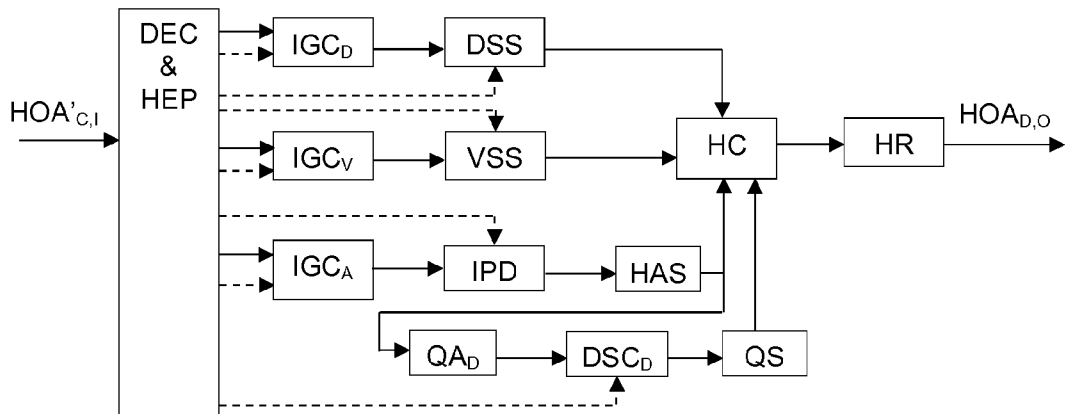 HOA'C,I
DEC
&
HEP
IGCD
DSS
IGCV
VSS
HC
HR
HOAD,O
IGCA
IPD
HAS
QAD
DSCD
QS